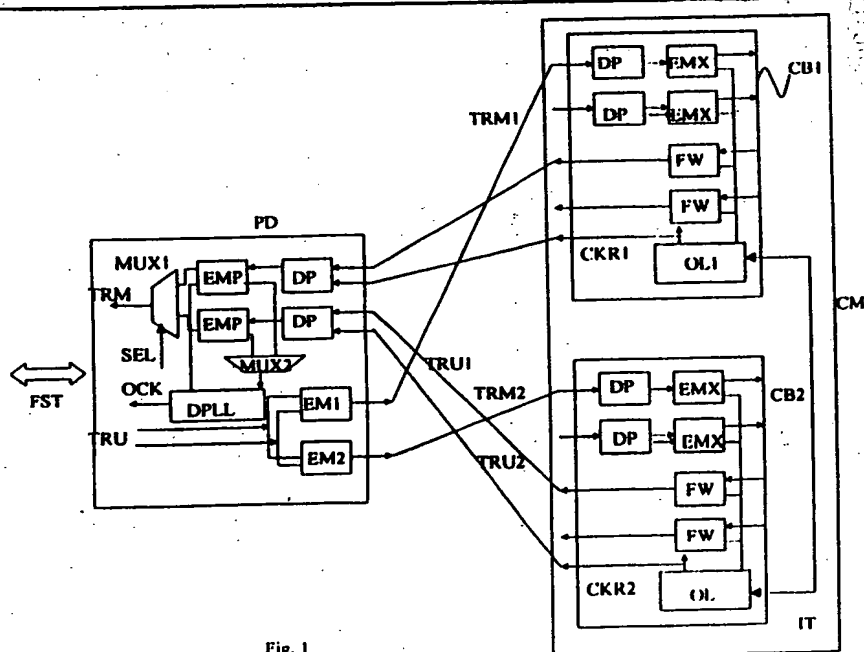 DP
EMX
CB1
TRM1
DP
EMX
FW
FW
PD
MUX1
EMP
DP
CKR1
OL1
TRM
CM
EMP
DP
SEL
MUX2
TRU1
TRM2
DP
EMX
OCK
FST
DPLL
EM1
CB2
DP
EMX
TRU
EM2
TRU2
FW
FW
CKR2
OL
IT
Fig. 1